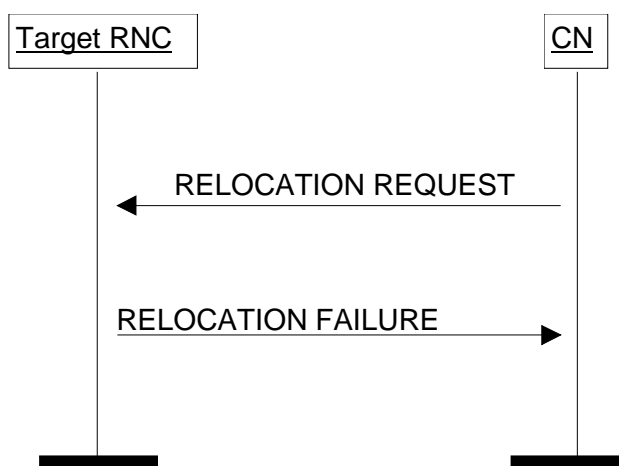 Target RNC
CN
RELOCATION REQUEST
RELOCATION FAILURE